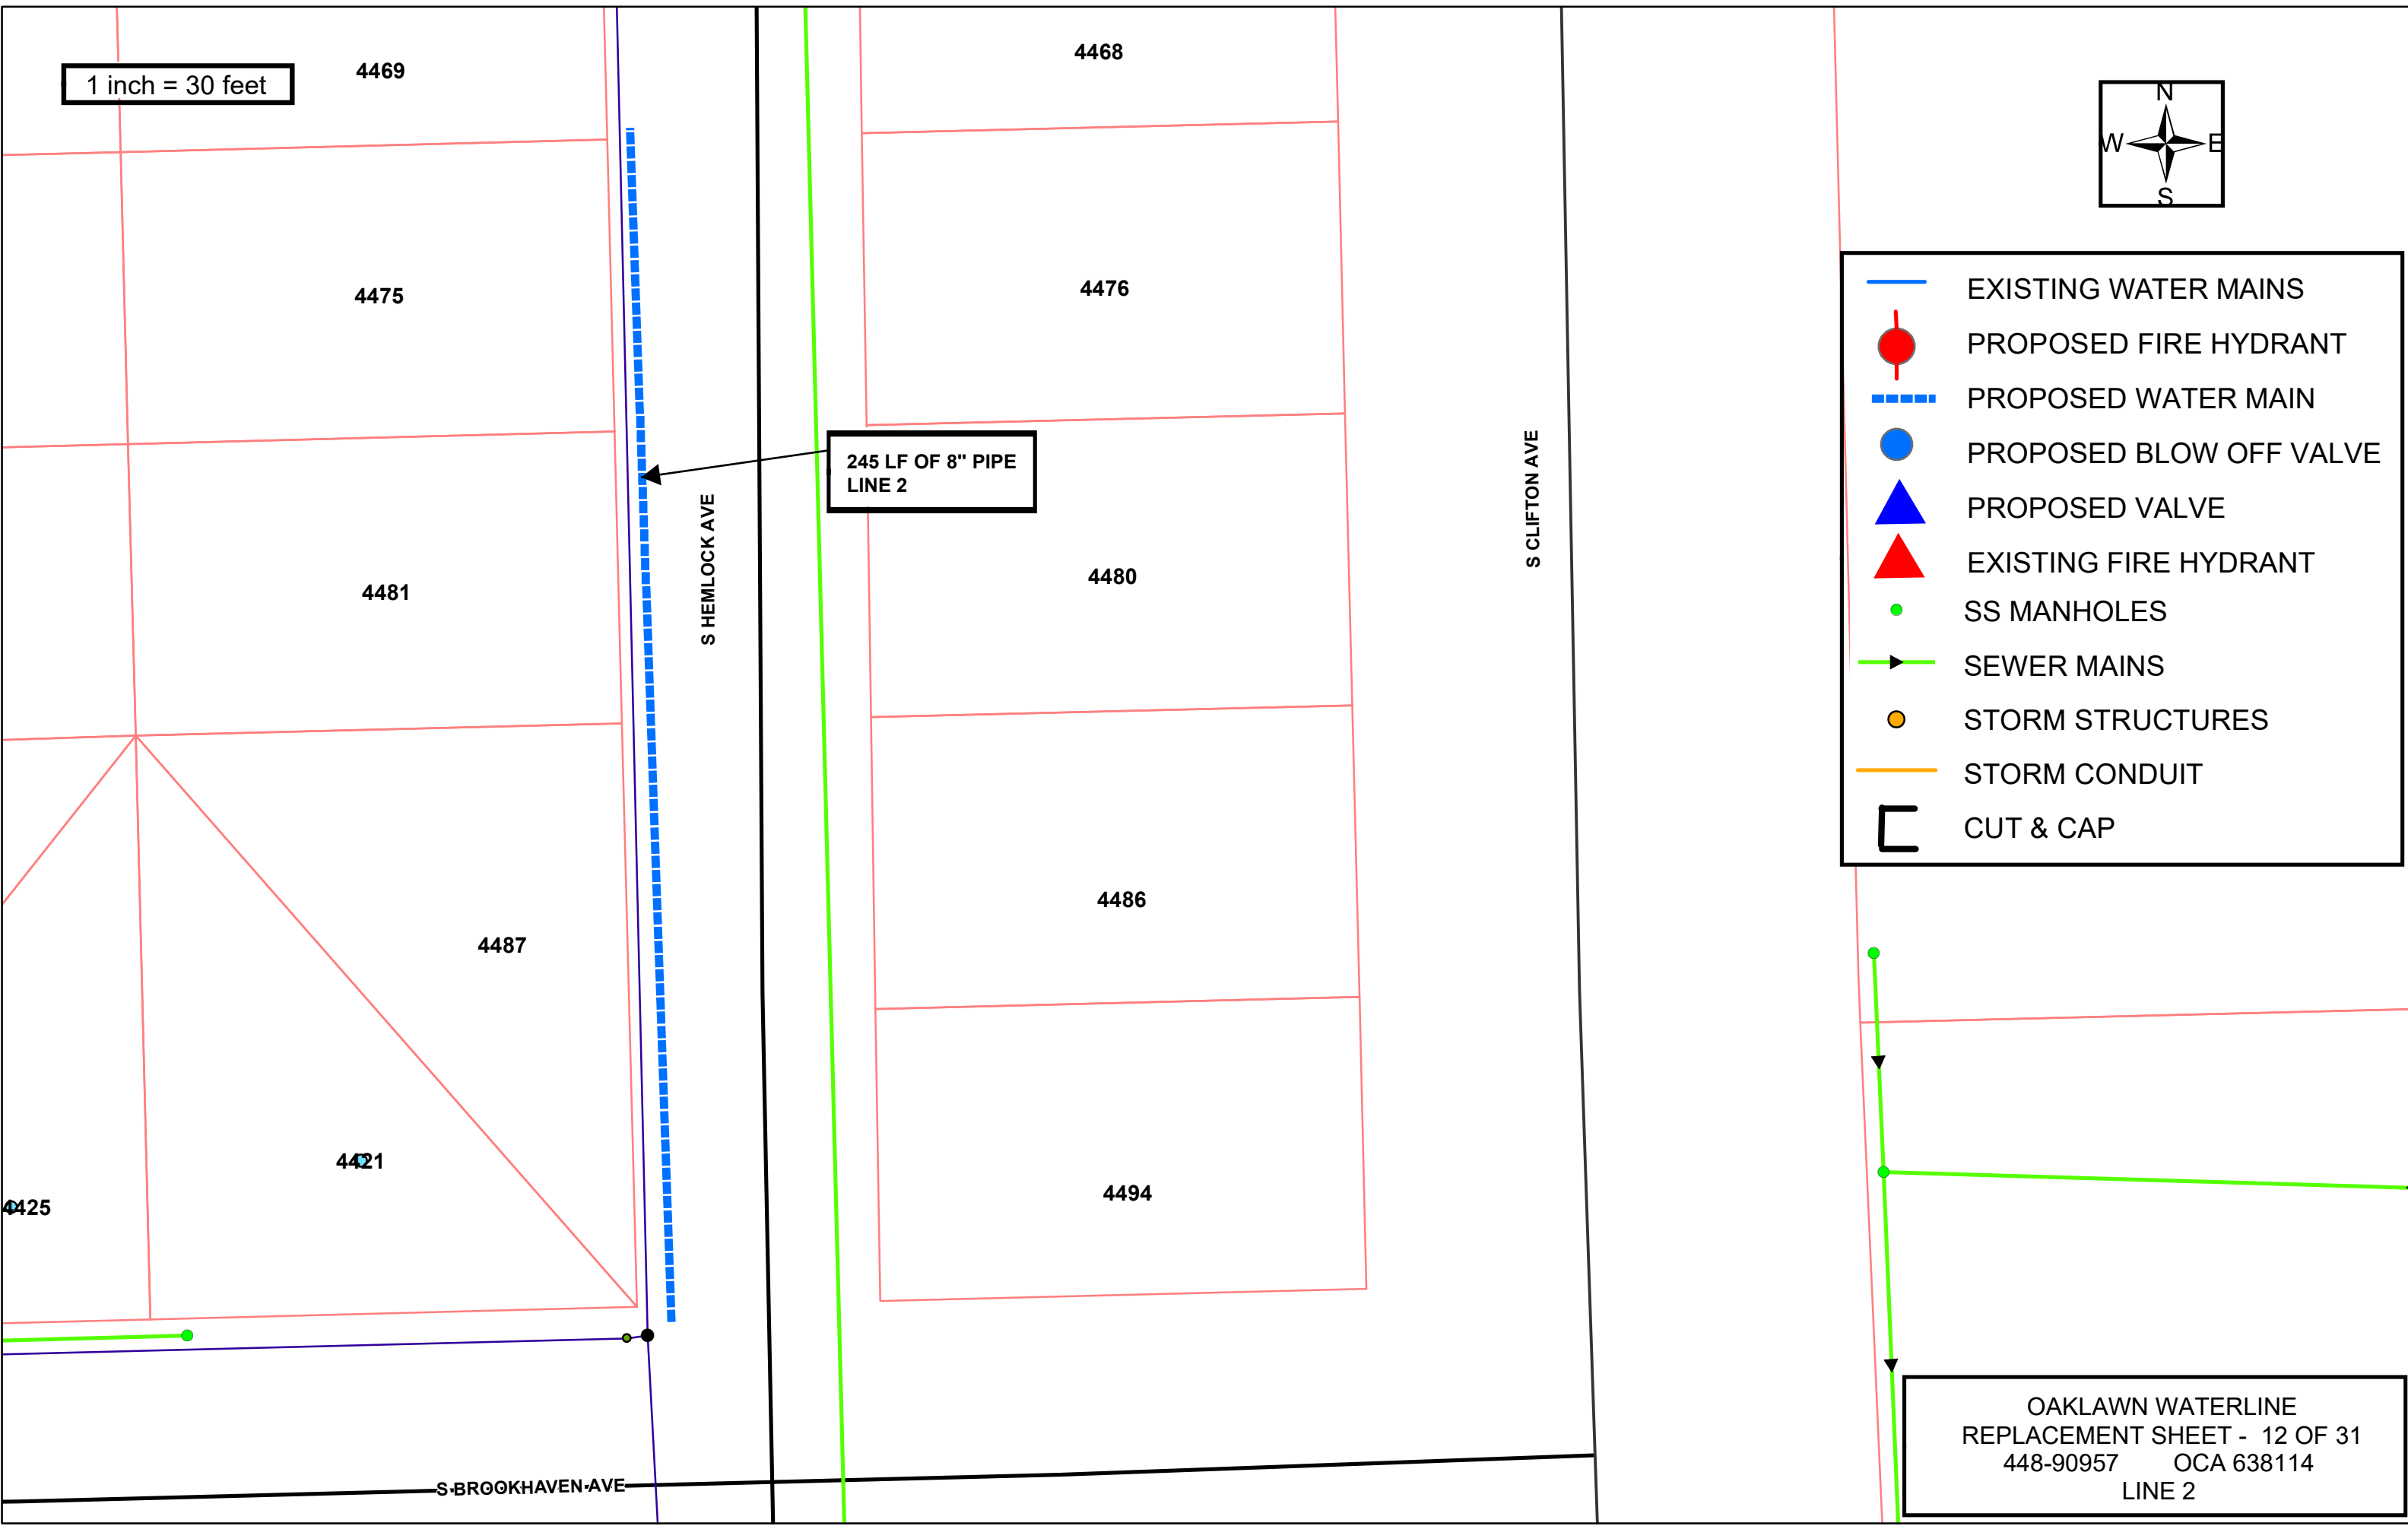 1 inch = 30 feet
4469
4468
N
W E
S
4475
4476
EXISTING WATER MAINS
PROPOSED FIRE HYDRANT
PROPOSED WATER MAIN
PROPOSED BLOW OFF VALVE
PROPOSED VALVE
EXISTING FIRE HYDRANT
SS MANHOLES
SEWER MAINS
STORM STRUCTURES
STORM CONDUIT
CUT & CAP
245 LF OF 8" PIPE
LINE 2
S HEMLOCK AVE
S CLIFTON AVE
4481
4480
4487
4486
4421
4425
4494
S BROOKHAVEN AVE
OAKLAWN WATERLINE
REPLACEMENT SHEET - 12 OF 31
448-90957 OCA 638114
LINE 2